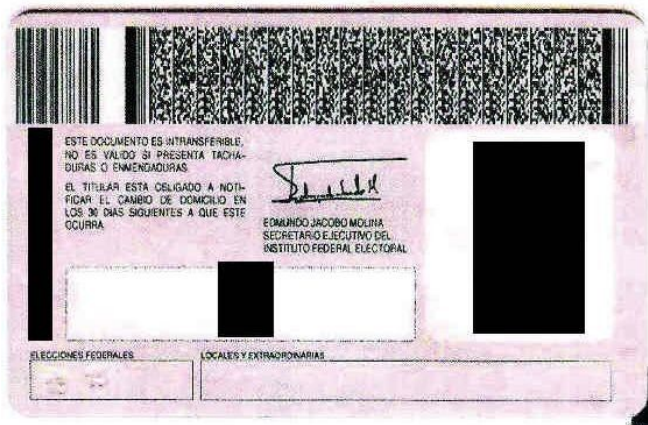 ESTE DOCUMENTO ES INTRANSFERIBLE,
NO ES VALIDO SI PRESENTA TACHA-
DURAS O ENMENDADURAS
EL TITULAR ESTA OBLIGADO A NOTI-
FICAR EL CAMBIO DE DOMICILIO EN
LOS 30 DIAS SIGUIENTES A QUE ESTE
OCURRA
EDMUNDO JACOBO MOLINA
SECRETARIO EJECUTIVO DEL
INSTITUTO FEDERAL ELECTORAL
ELECCIONES FEDERALES
LOCALES Y EXTRAORDINARIAS